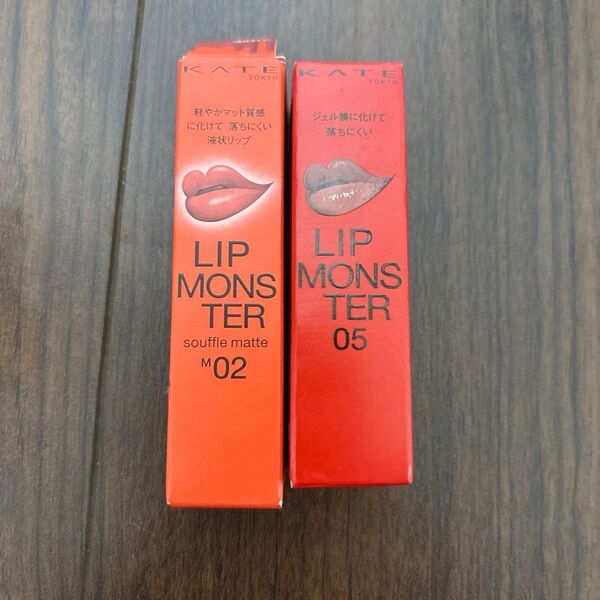 KATE
TOKYO
軽やかマット質感
に化けて 落ちにくい
液状リップ
LIP
MONS
TER
souffle matte
M02
KATE
TOKYO
ジェル膜に化けて
落ちにくい
LIP
MONS
TER
05